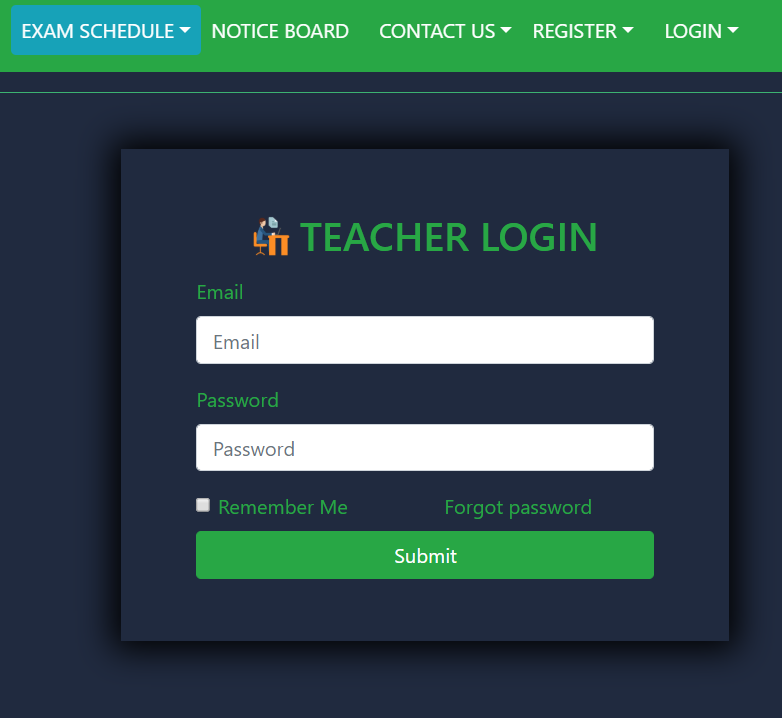 EXAM SCHEDULE NOTICE BOARD CONTACT US REGISTER LOGIN
TEACHER LOGIN
Email
Email
Password
Password
Remember Me Forgot password
Submit